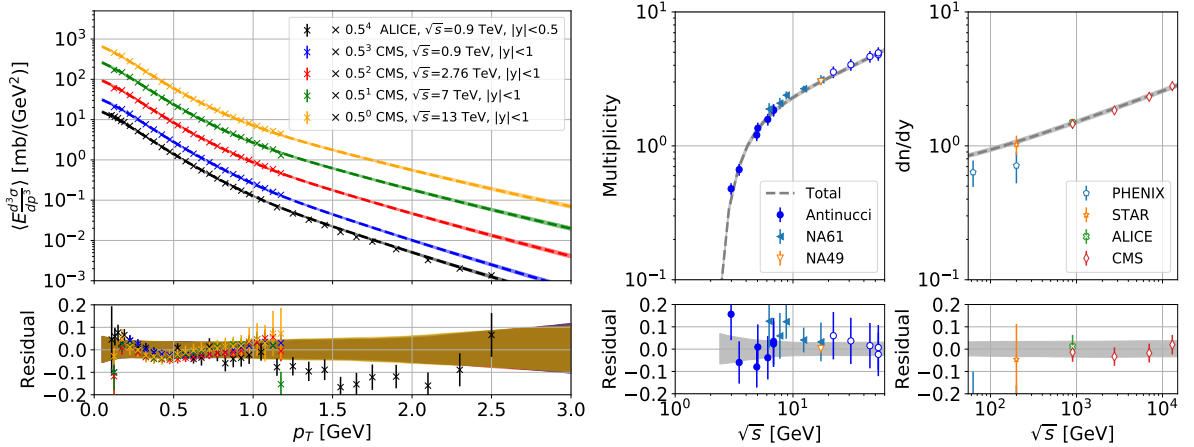 ⟨E d³σ/dp³⟩ [mb/(GeV²)]
10³
10²
10¹
10⁰
10⁻¹
10⁻²
10⁻³
× 0.5⁴ ALICE, √s=0.9 TeV, |y|<0.5
× 0.5³ CMS, √s=0.9 TeV, |y|<1
× 0.5² CMS, √s=2.76 TeV, |y|<1
× 0.5¹ CMS, √s=7 TeV, |y|<1
× 0.5⁰ CMS, √s=13 TeV, |y|<1
Residual
0.2
0.1
0.0
−0.1
−0.2
0.0 0.5 1.0 1.5 2.0 2.5 3.0
p_T [GeV]
Multiplicity
10¹
10⁰
10⁻¹
Total
Antinucci
NA61
NA49
Residual
0.2
0.1
0.0
−0.1
−0.2
10⁰ 10¹
√s [GeV]
dn/dy
10¹
10⁰
10⁻¹
PHENIX
STAR
ALICE
CMS
Residual
0.2
0.1
0.0
−0.1
−0.2
10² 10³ 10⁴
√s [GeV]